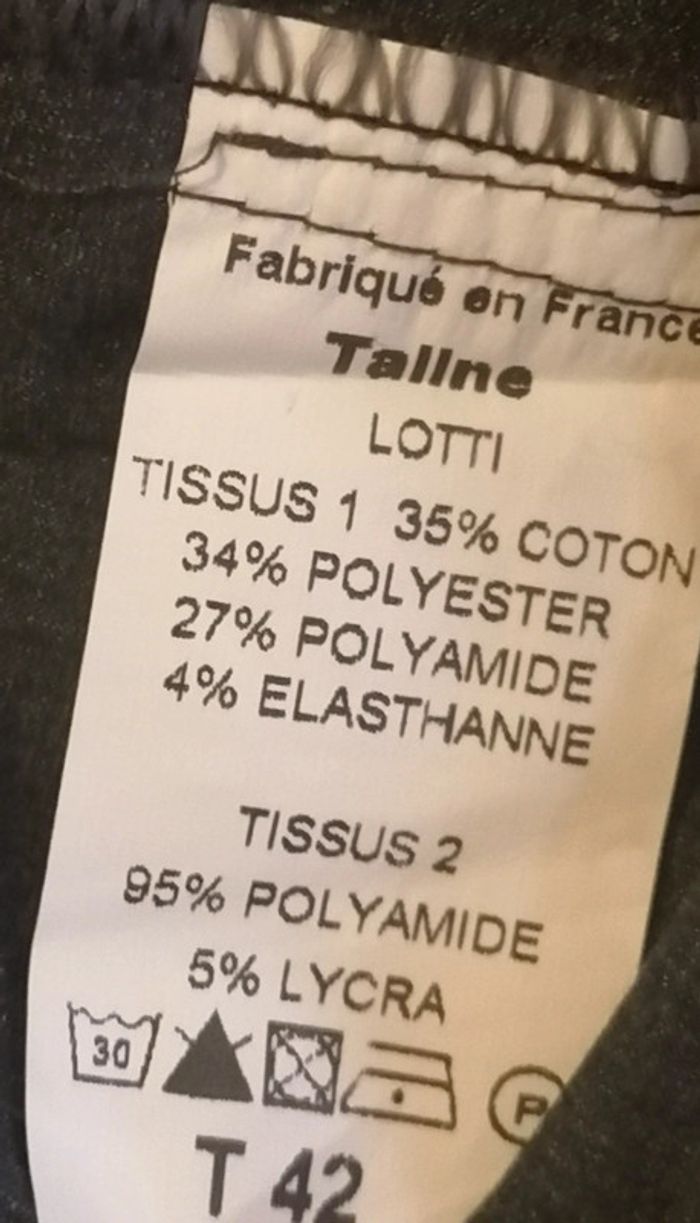 Fabriqué en France
Taline
LOTTI
TISSUS 1 35% COTON
34% POLYESTER
27% POLYAMIDE
4% ELASTHANNE
TISSUS 2
95% POLYAMIDE
5% LYCRA
30
P
T 42